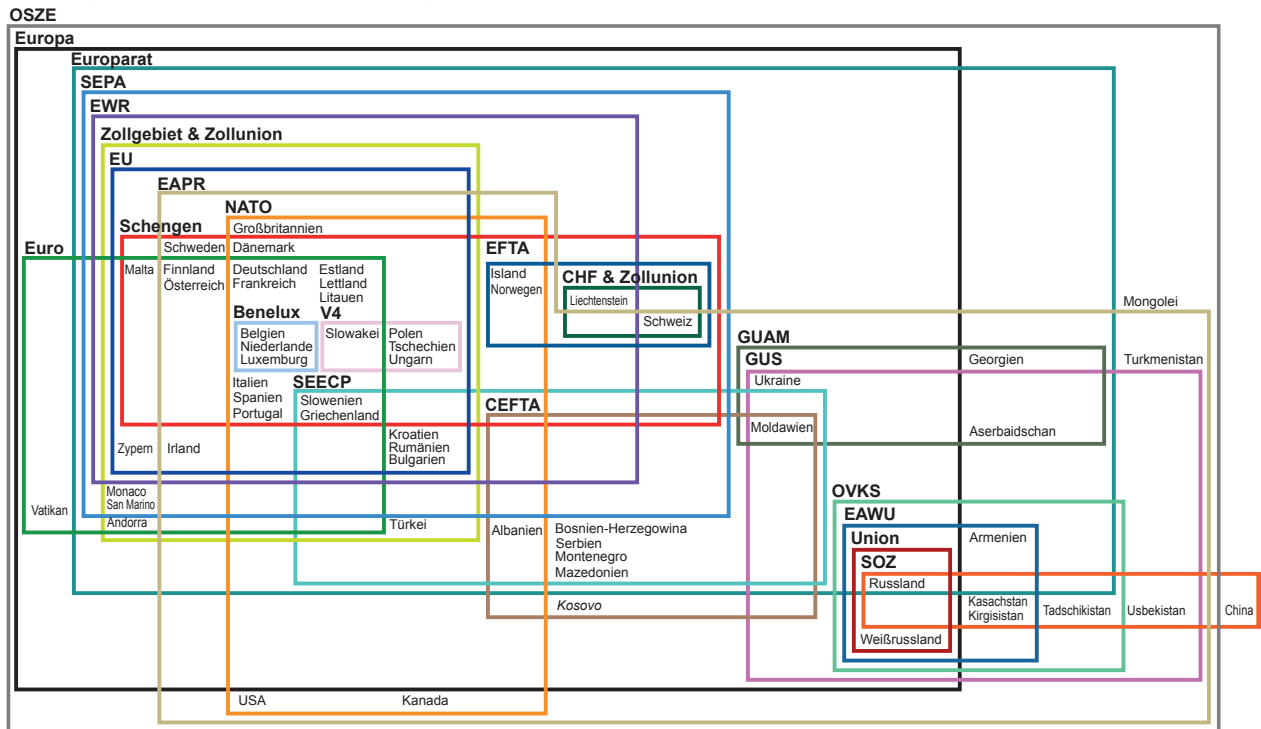 OSZE
Europa
Europarat
SEPA
EWR
Zollgebiet & Zollunion
EU
EAPR
NATO
Schengen
Großbritannien
Euro
Schweden
Dänemark
EFTA
Malta
Finnland
Österreich
Deutschland
Frankreich
Estland
Lettland
Litauen
Island
Norwegen
CHF & Zollunion
Liechtenstein
Schweiz
Mongolei
Benelux
V4
Belgien
Niederlande
Luxemburg
Slowakei
Polen
Tschechien
Ungarn
GUAM
GUS
Georgien
Turkmenistan
Ukraine
Italien
Spanien
Portugal
SEECP
Slowenien
Griechenland
CEFTA
Moldawien
Aserbaidschan
Zypern
Irland
Kroatien
Rumänien
Bulgarien
Monaco
San Marino
Andorra
Vatikan
Türkei
Albanien
Bosnien-Herzegowina
Serbien
Montenegro
Mazedonien
Kosovo
OVKS
EAWU
Union
SOZ
Armenien
Russland
Kasachstan
Kirgisistan
Tadschikistan
Usbekistan
China
Weißrussland
USA
Kanada